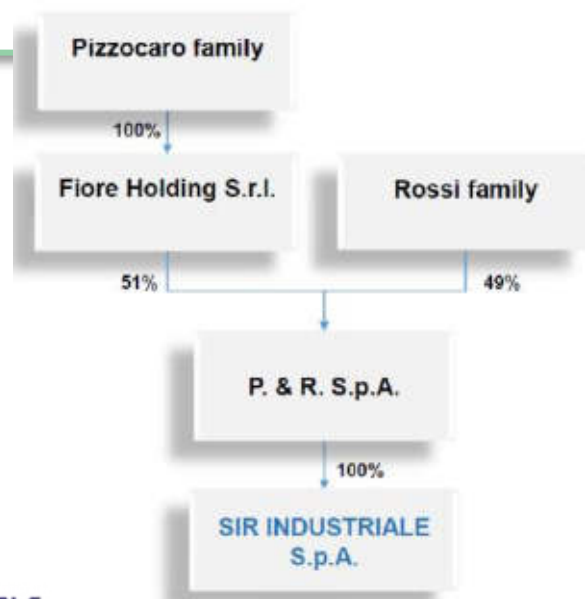 Pizzocaro family
100%
Fiore Holding S.r.l.
Rossi family
51%
49%
P. & R. S.p.A.
100%
SIR INDUSTRIALE
S.p.A.